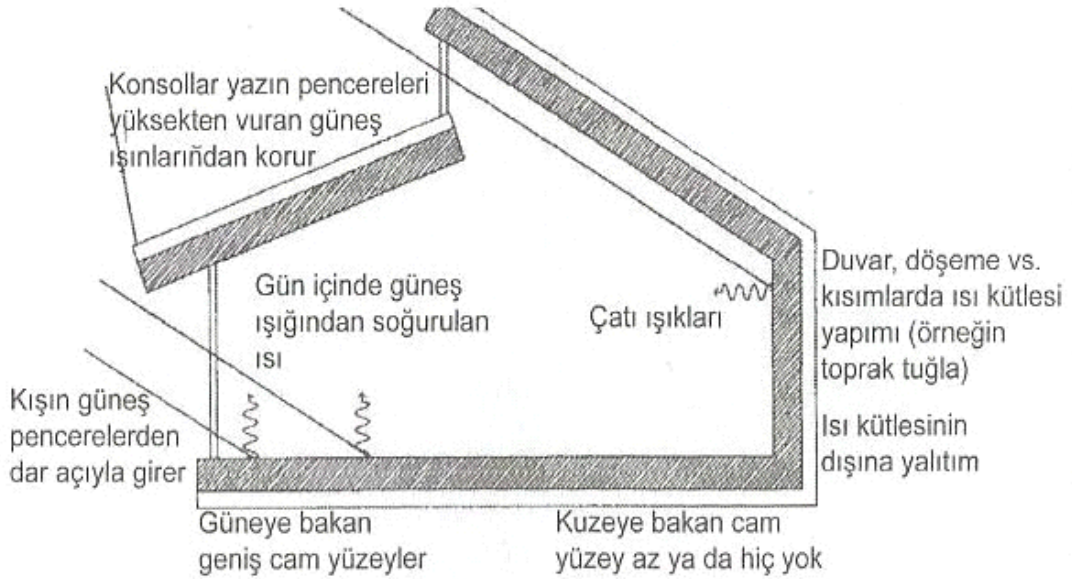 Konsollar yazın pencereleri
yüksekten vuran güneş
ışınlarından korur
Gün içinde güneş
ışığından soğurulan
ısı
Çatı ışıkları
Duvar, döşeme vs.
kısımlarda ısı kütlesi
yapımı (örneğin
toprak tuğla)
Isı kütlesinin
dışına yalıtım
Kışın güneş
pencerelerden
dar açıyla girer
Güneye bakan
geniş cam yüzeyler
Kuzeye bakan cam
yüzey az ya da hiç yok